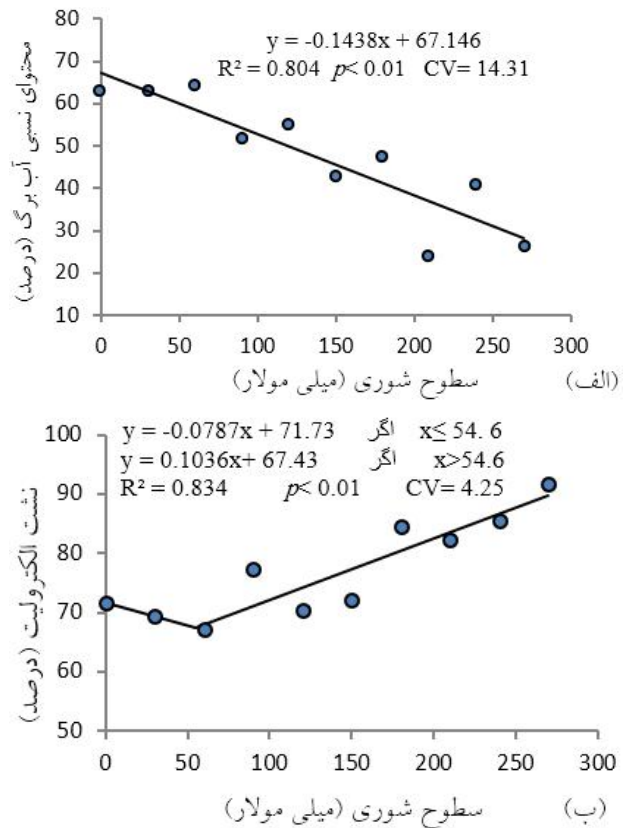 y = -0.1438x + 67.146
R² = 0.804 p< 0.01 CV= 14.31
محتوای نسبی آب برگ (درصد)
80
70
60
50
40
30
20
10
0 50 100 150 200 250 300
سطوح شوری (میلی مولار)
(الف)
y = -0.0787x + 71.73 اگر x≤ 54. 6
y = 0.1036x+ 67.43 اگر x>54.6
R² = 0.834 p< 0.01 CV= 4.25
نشت الکترولیت (درصد)
100
90
80
70
60
50
0 50 100 150 200 250 300
سطوح شوری (میلی مولار)
(ب)